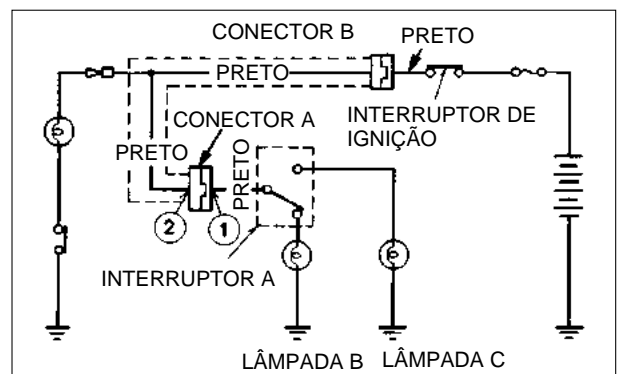 CONECTOR B
PRETO
PRETO
INTERRUPTOR DE
IGNIÇÃO
CONECTOR A
PRETO
PRETO
2
1
INTERRUPTOR A
LÂMPADA B
LÂMPADA C